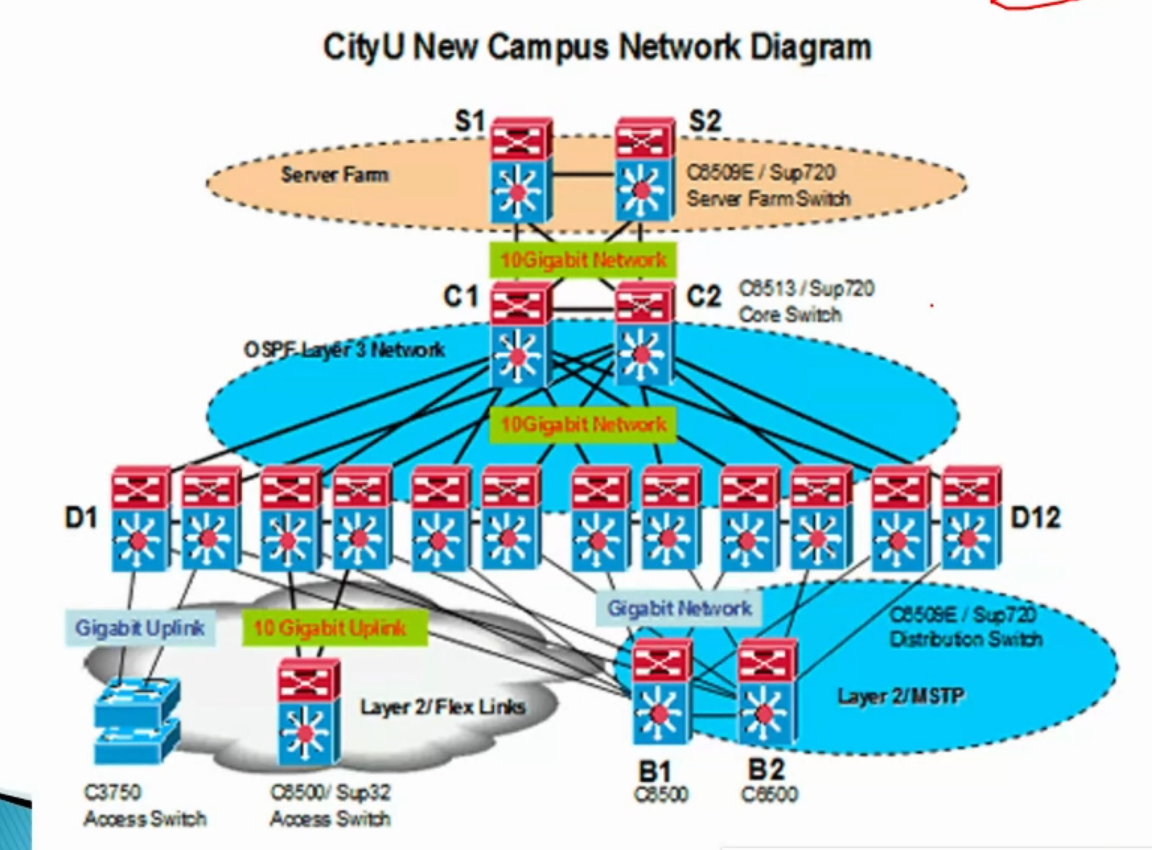 CityU New Campus Network Diagram
S1
S2
Server Farm
C6509E / Sup720
Server Farm Switch
10Gigabit Network
C1
C2
C6513 / Sup720
Core Switch
OSPF Layer 3 Network
10Gigabit Network
D1
D12
Gigabit Uplink
10 Gigabit Uplink
Gigabit Network
C6509E / Sup720
Distribution Switch
Layer 2/ Flex Links
Layer 2/MSTP
B1
C6500
B2
C6500
C3750
Access Switch
C6500/ Sup32
Access Switch